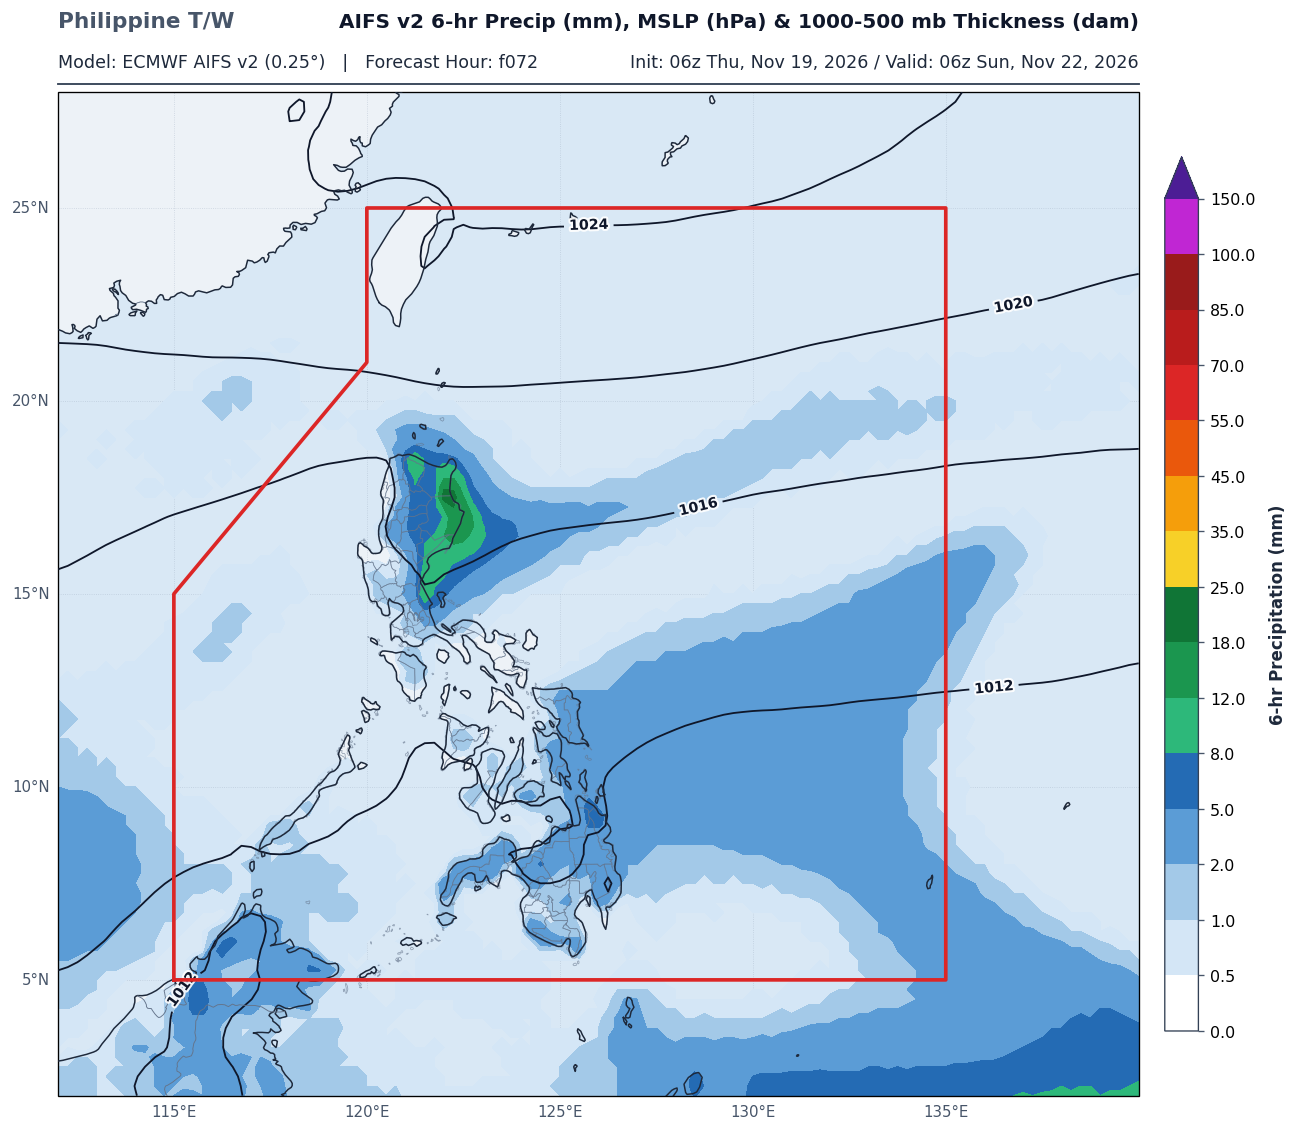 Philippine T/W
AIFS v2 6-hr Precip (mm), MSLP (hPa) & 1000-500 mb Thickness (dam)
Model: ECMWF AIFS v2 (0.25°)   |   Forecast Hour: f072
Init: 06z Thu, Nov 19, 2026 / Valid: 06z Sun, Nov 22, 2026
25°N
20°N
15°N
10°N
5°N
115°E
120°E
125°E
130°E
135°E
1024
1020
1016
1012
1012
150.0
100.0
85.0
70.0
55.0
45.0
35.0
25.0
18.0
12.0
8.0
5.0
2.0
1.0
0.5
0.0
6-hr Precipitation (mm)